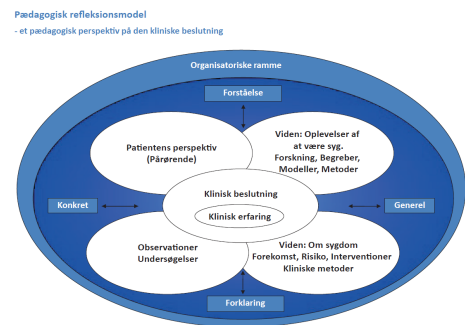 Pædagogisk refleksionsmodel
- et pædagogisk perspektiv på den kliniske beslutning
Organisatoriske ramme
Forståelse
Patientens perspektiv
(Pårørende)
Viden: Oplevelser af
at være syg.
Forskning, Begreber,
Modeller, Metoder
Klinisk beslutning
Konkret
Klinisk erfaring
Generel
Observationer
Undersøgelser
Viden: Om sygdom
Forekomst, Risiko, Interventioner
Kliniske metoder
Forklaring